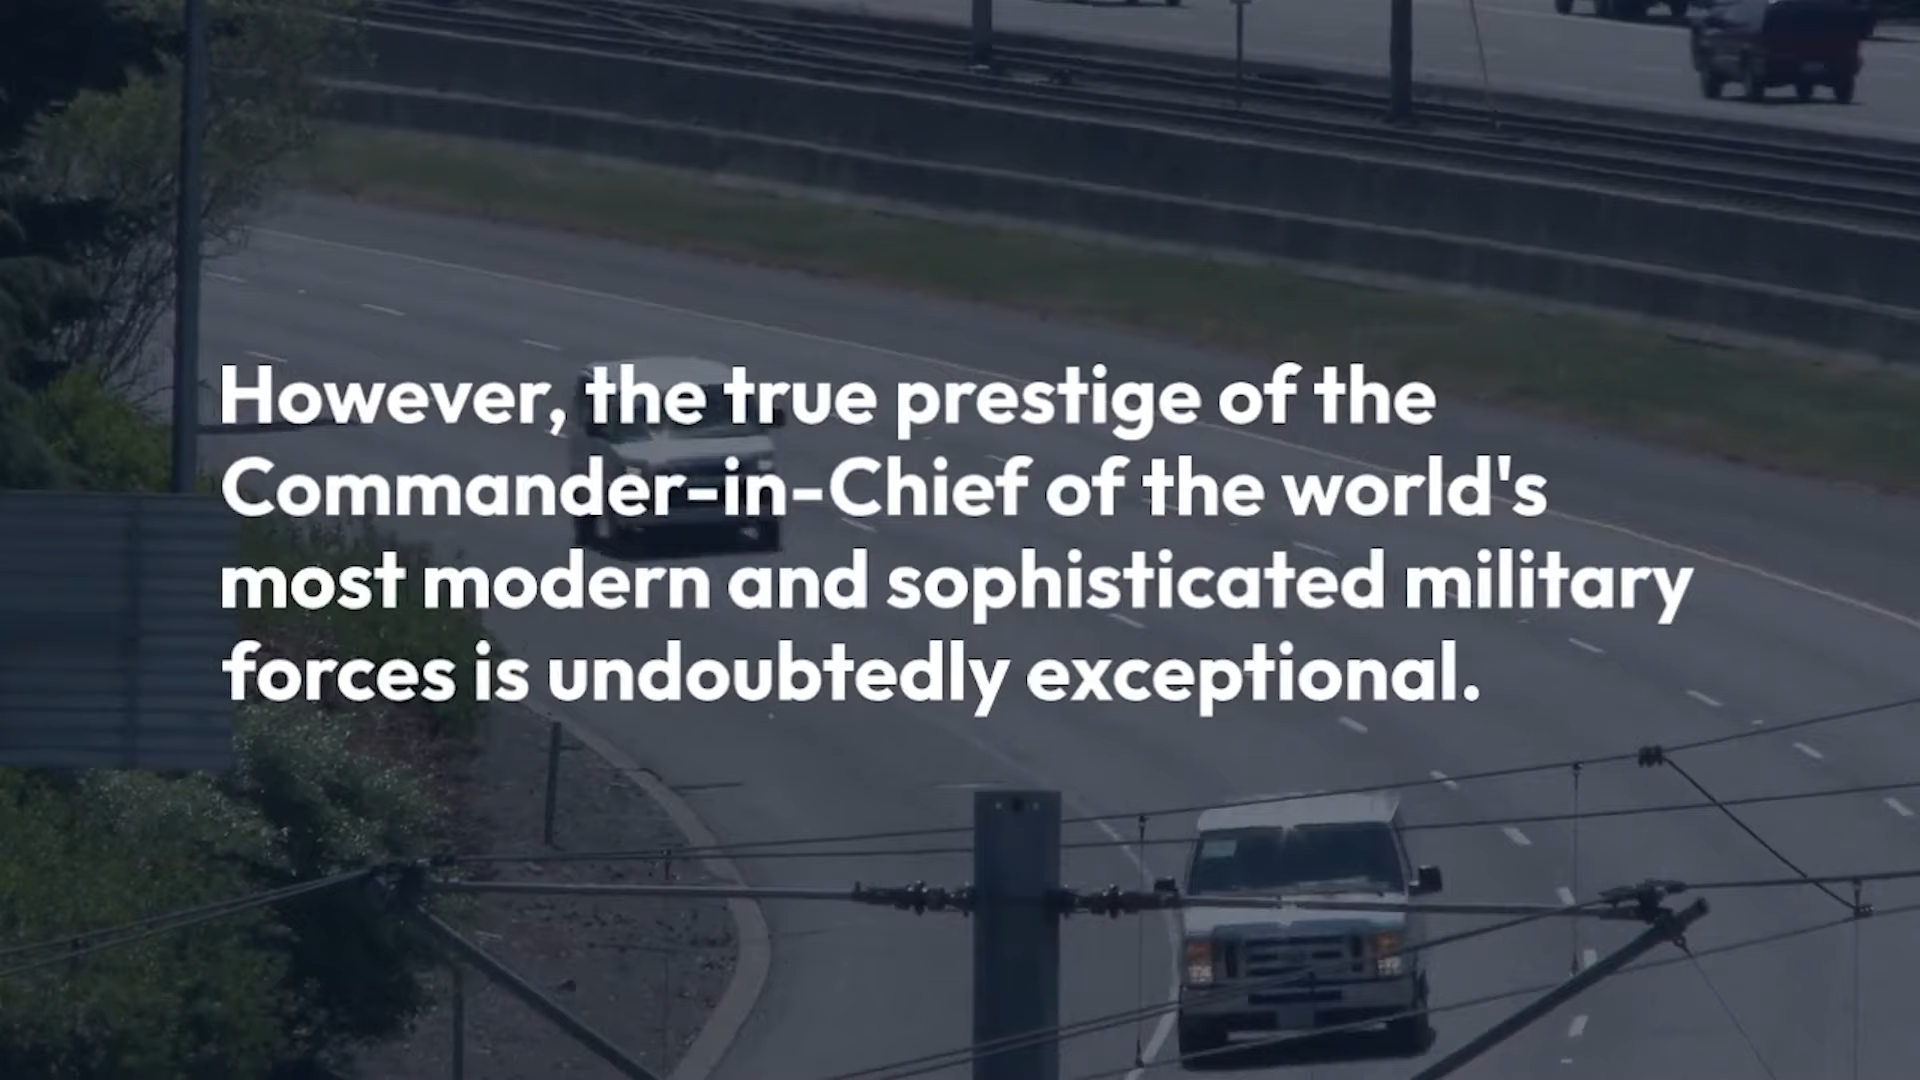 However, the true prestige of the
Commander-in-Chief of the world's
most modern and sophisticated military
forces is undoubtedly exceptional.